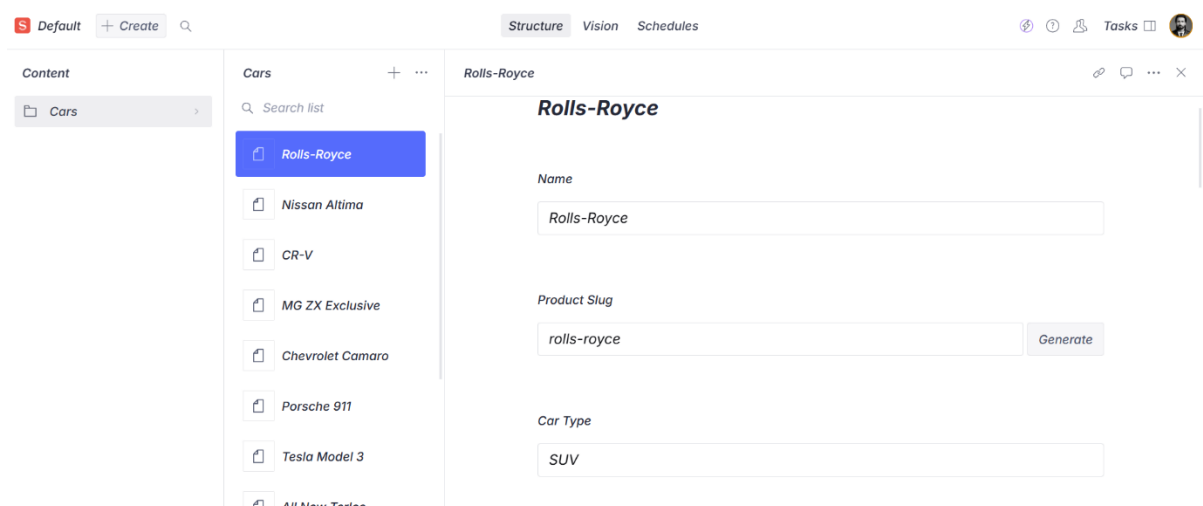 S Default + Create
Structure Vision Schedules
Tasks
Content
Cars
Cars
Search list
Rolls-Royce
Nissan Altima
CR-V
MG ZX Exclusive
Chevrolet Camaro
Porsche 911
Tesla Model 3
All New
Rolls-Royce
Rolls-Royce
Name
Rolls-Royce
Product Slug
rolls-royce
Generate
Car Type
SUV